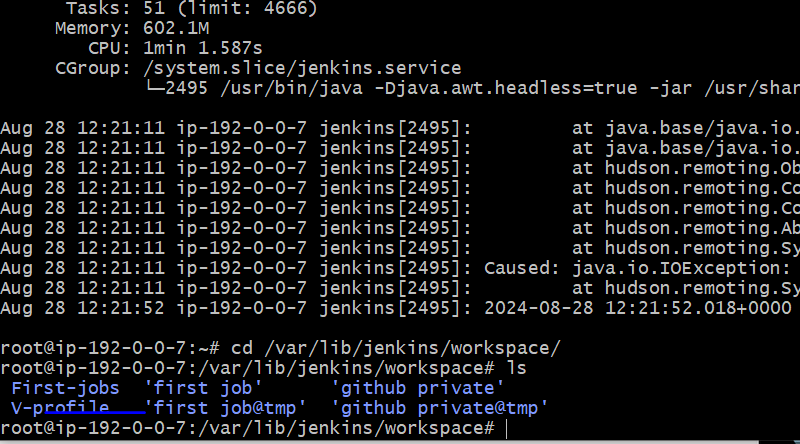 Tasks: 51 (limit: 4666)
Memory: 602.1M
CPU: 1min 1.587s
CGroup: /system.slice/jenkins.service
└─2495 /usr/bin/java -Djava.awt.headless=true -jar /usr/shar
Aug 28 12:21:11 ip-192-0-0-7 jenkins[2495]:         at java.base/java.io.
Aug 28 12:21:11 ip-192-0-0-7 jenkins[2495]:         at java.base/java.io.
Aug 28 12:21:11 ip-192-0-0-7 jenkins[2495]:         at hudson.remoting.Ob
Aug 28 12:21:11 ip-192-0-0-7 jenkins[2495]:         at hudson.remoting.Co
Aug 28 12:21:11 ip-192-0-0-7 jenkins[2495]:         at hudson.remoting.Co
Aug 28 12:21:11 ip-192-0-0-7 jenkins[2495]:         at hudson.remoting.Ab
Aug 28 12:21:11 ip-192-0-0-7 jenkins[2495]:         at hudson.remoting.Sy
Aug 28 12:21:11 ip-192-0-0-7 jenkins[2495]: Caused: java.io.IOException:
Aug 28 12:21:11 ip-192-0-0-7 jenkins[2495]:         at hudson.remoting.Sy
Aug 28 12:21:52 ip-192-0-0-7 jenkins[2495]: 2024-08-28 12:21:52.018+0000
root@ip-192-0-0-7:~# cd /var/lib/jenkins/workspace/
root@ip-192-0-0-7:/var/lib/jenkins/workspace# ls
First-jobs  'first job'      'github private'
V-profile   'first job@tmp'  'github private@tmp'
root@ip-192-0-0-7:/var/lib/jenkins/workspace#